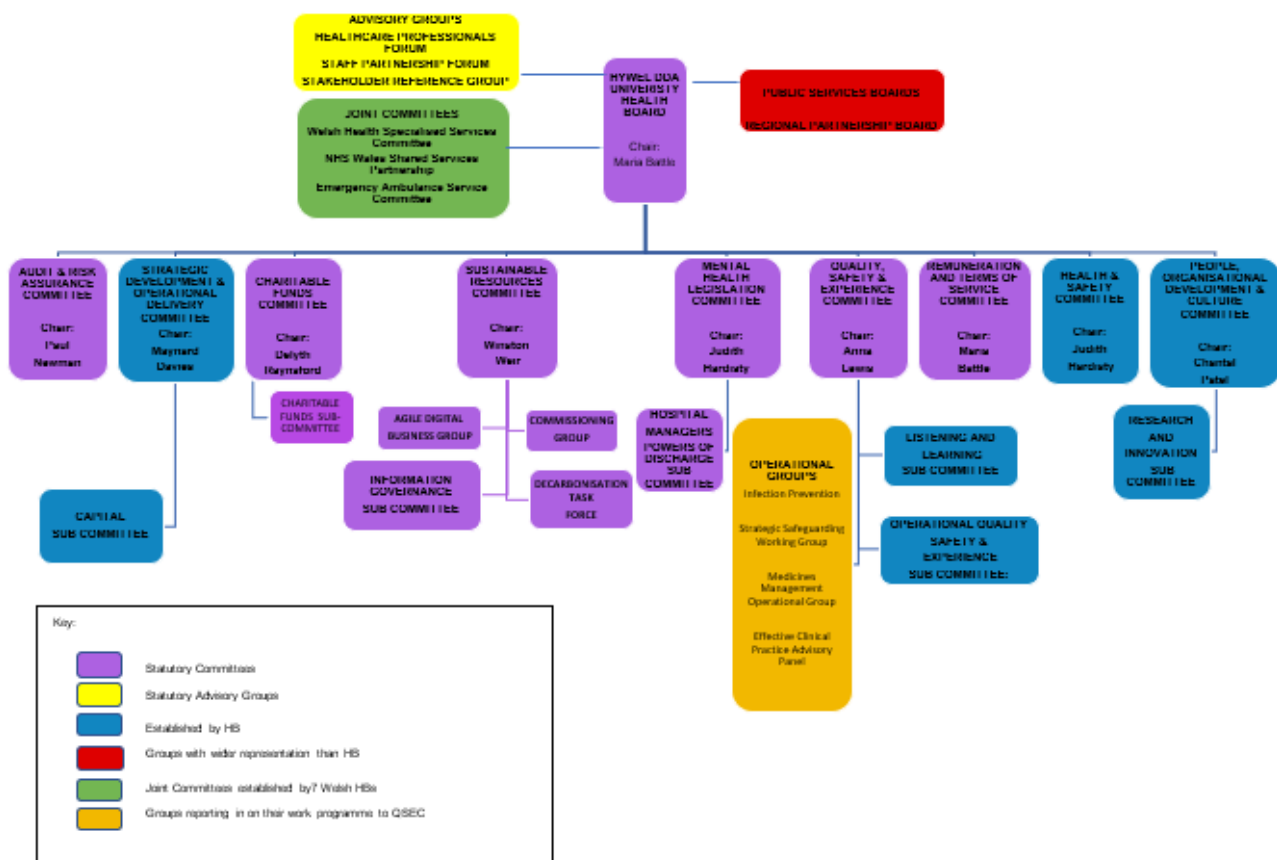 ADVISORY GROUPS
HEALTHCARE PROFESSIONALS
FORUM
STAFF PARTNERSHIP FORUM
STAKEHOLDER REFERENCE GROUP
HYWEL DDA
UNIVERISTY
HEALTH
BOARD
Chair:
Maria Battle
PUBLIC SERVICES BOARDS
REGIONAL PARTNERSHIP BOARD
JOINT COMMITTEES
Welsh Health Specialised Services
Committee
NHS Wales Shared Services
Partnership
Emergency Ambulance Service
Committee
AUDIT & RISK
ASSURANCE
COMMITTEE
Chair:
Paul
Newman
STRATEGIC
DEVELOPMENT &
OPERATIONAL
DELIVERY
COMMITTEE
Chair:
Maynard
Davies
CHARITABLE
FUNDS
COMMITTEE
Chair:
Delyth
Raynsford
SUSTAINABLE
RESOURCES
COMMITTEE
Chair:
Winston
Weir
MENTAL
HEALTH
LEGISLATION
COMMITTEE
Chair:
Judith
Hardisty
QUALITY,
SAFETY &
EXPERIENCE
COMMITTEE
Chair:
Anna
Lewis
REMUNERATION
AND TERMS OF
SERVICE
COMMITTEE
Chair:
Maria
Battle
HEALTH &
SAFETY
COMMITTEE
Chair:
Judith
Hardisty
PEOPLE,
ORGANISATIONAL
DEVELOPMENT &
CULTURE
COMMITTEE
Chair:
Chantal
Patel
CHARITABLE
FUNDS SUB-
COMMITTEE
AGILE DIGITAL
BUSINESS GROUP
COMMISSIONING
GROUP
INFORMATION
GOVERNANCE
SUB COMMITTEE
DECARBONISATION
TASK
FORCE
HOSPITAL
MANAGERS
POWERS OF
DISCHARGE
SUB
COMMITTEE
OPERATIONAL
GROUPS
Infection Prevention
Strategic Safeguarding
Working Group
Medicines
Management
Operational Group
Effective Clinical
Practice Advisory
Panel
LISTENING AND
LEARNING
SUB COMMITTEE
OPERATIONAL QUALITY
SAFETY &
EXPERIENCE
SUB COMMITTEE:
RESEARCH
AND
INNOVATION
SUB
COMMITTEE
CAPITAL
SUB COMMITTEE
Key:
Statutory Committees
Statutory Advisory Groups
Established by HB
Groups with wider representation than HB
Joint Committees established by7 Welsh HBs
Groups reporting in on their work programme to QSEC